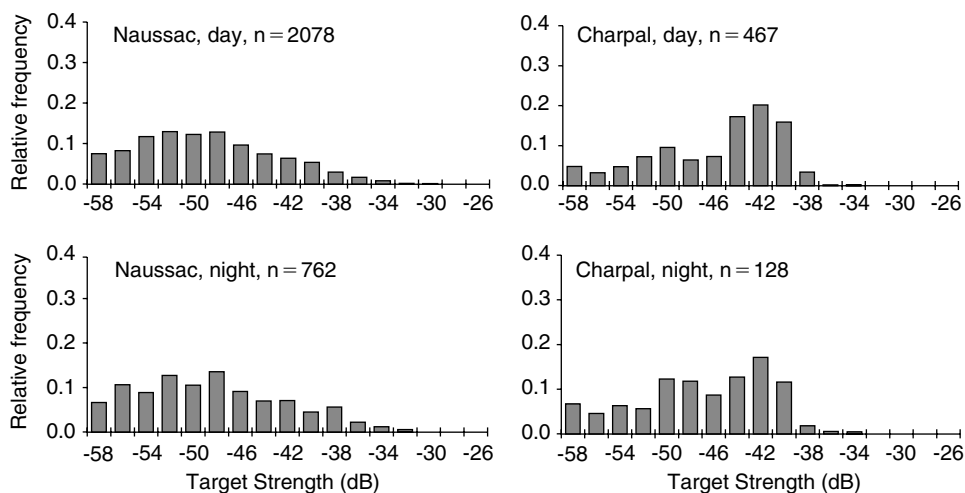 Naussac, day, n=2078
Relative frequency
0.4
0.3
0.2
0.1
0.0
-58 -54 -50 -46 -42 -38 -34 -30 -26
Charpal, day, n=467
0.4
0.3
0.2
0.1
0.0
-58 -54 -50 -46 -42 -38 -34 -30 -26
Naussac, night, n=762
Relative frequency
0.4
0.3
0.2
0.1
0.0
-58 -54 -50 -46 -42 -38 -34 -30 -26
Target Strength (dB)
Charpal, night, n=128
0.4
0.3
0.2
0.1
0.0
-58 -54 -50 -46 -42 -38 -34 -30 -26
Target Strength (dB)